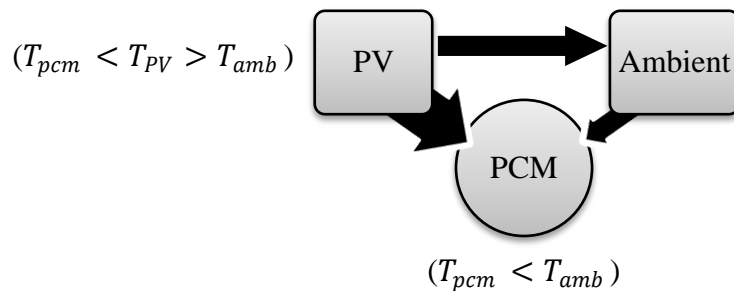 (T_pcm < T_PV > T_amb )
PV
Ambient
PCM
(T_pcm < T_amb )